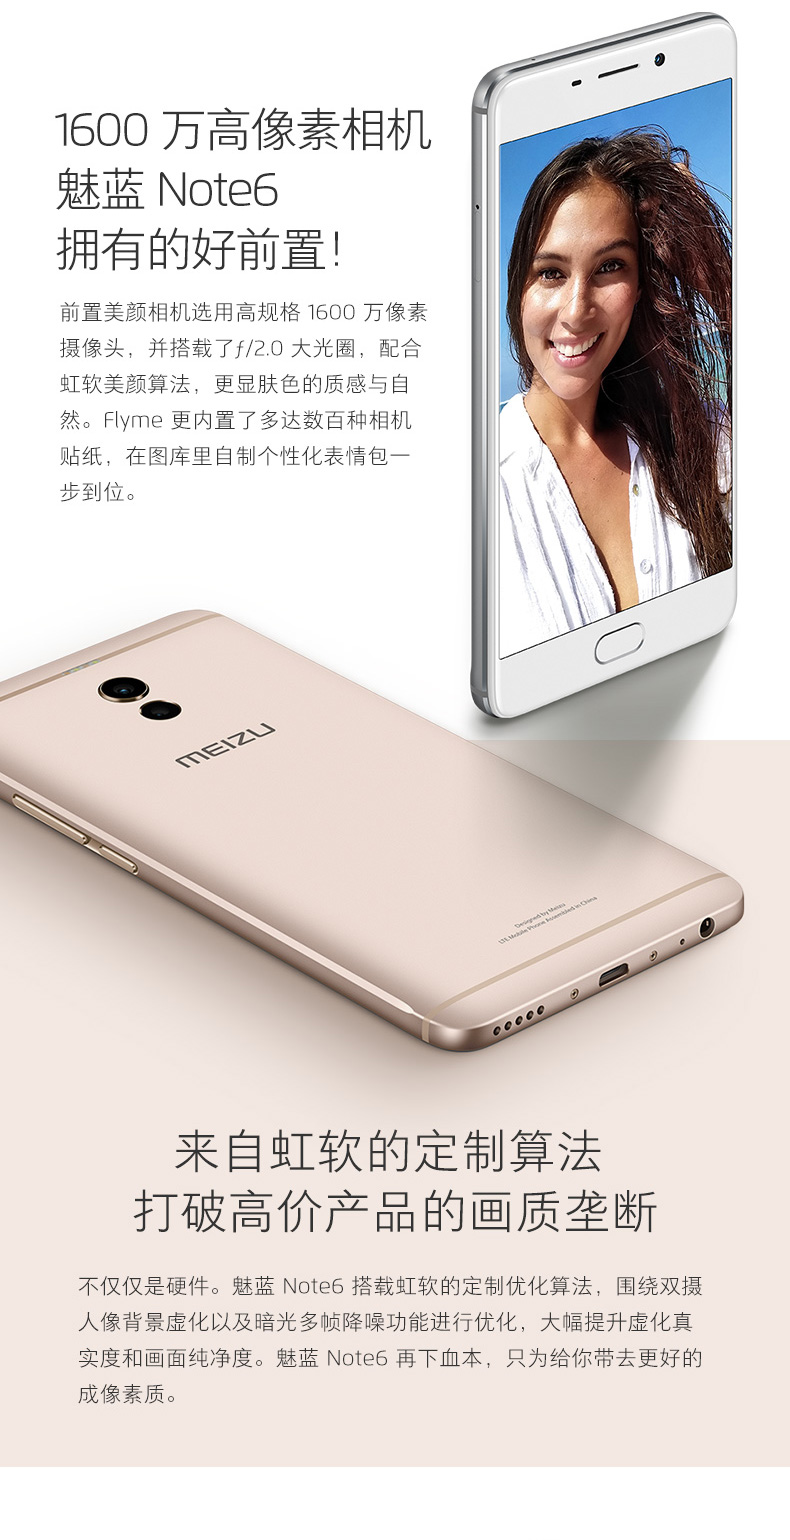 1600 万高像素相机
魅蓝 Note6
拥有的好前置!
前置美颜相机选用高规格 1600 万像素
摄像头，并搭载了f/2.0 大光圈，配合
虹软美颜算法，更显肤色的质感与自
然。Flyme 更内置了多达数百种相机
贴纸，在图库里自制个性化表情包一
步到位。
MEIZU
Designed by Meizu
LTE Mobile Phone Assembled in China
来自虹软的定制算法
打破高价产品的画质垄断
不仅仅是硬件。魅蓝 Note6 搭载虹软的定制优化算法，围绕双摄
人像背景虚化以及暗光多帧降噪功能进行优化，大幅提升虚化真
实度和画面纯净度。魅蓝 Note6 再下血本，只为给你带去更好的
成像素质。